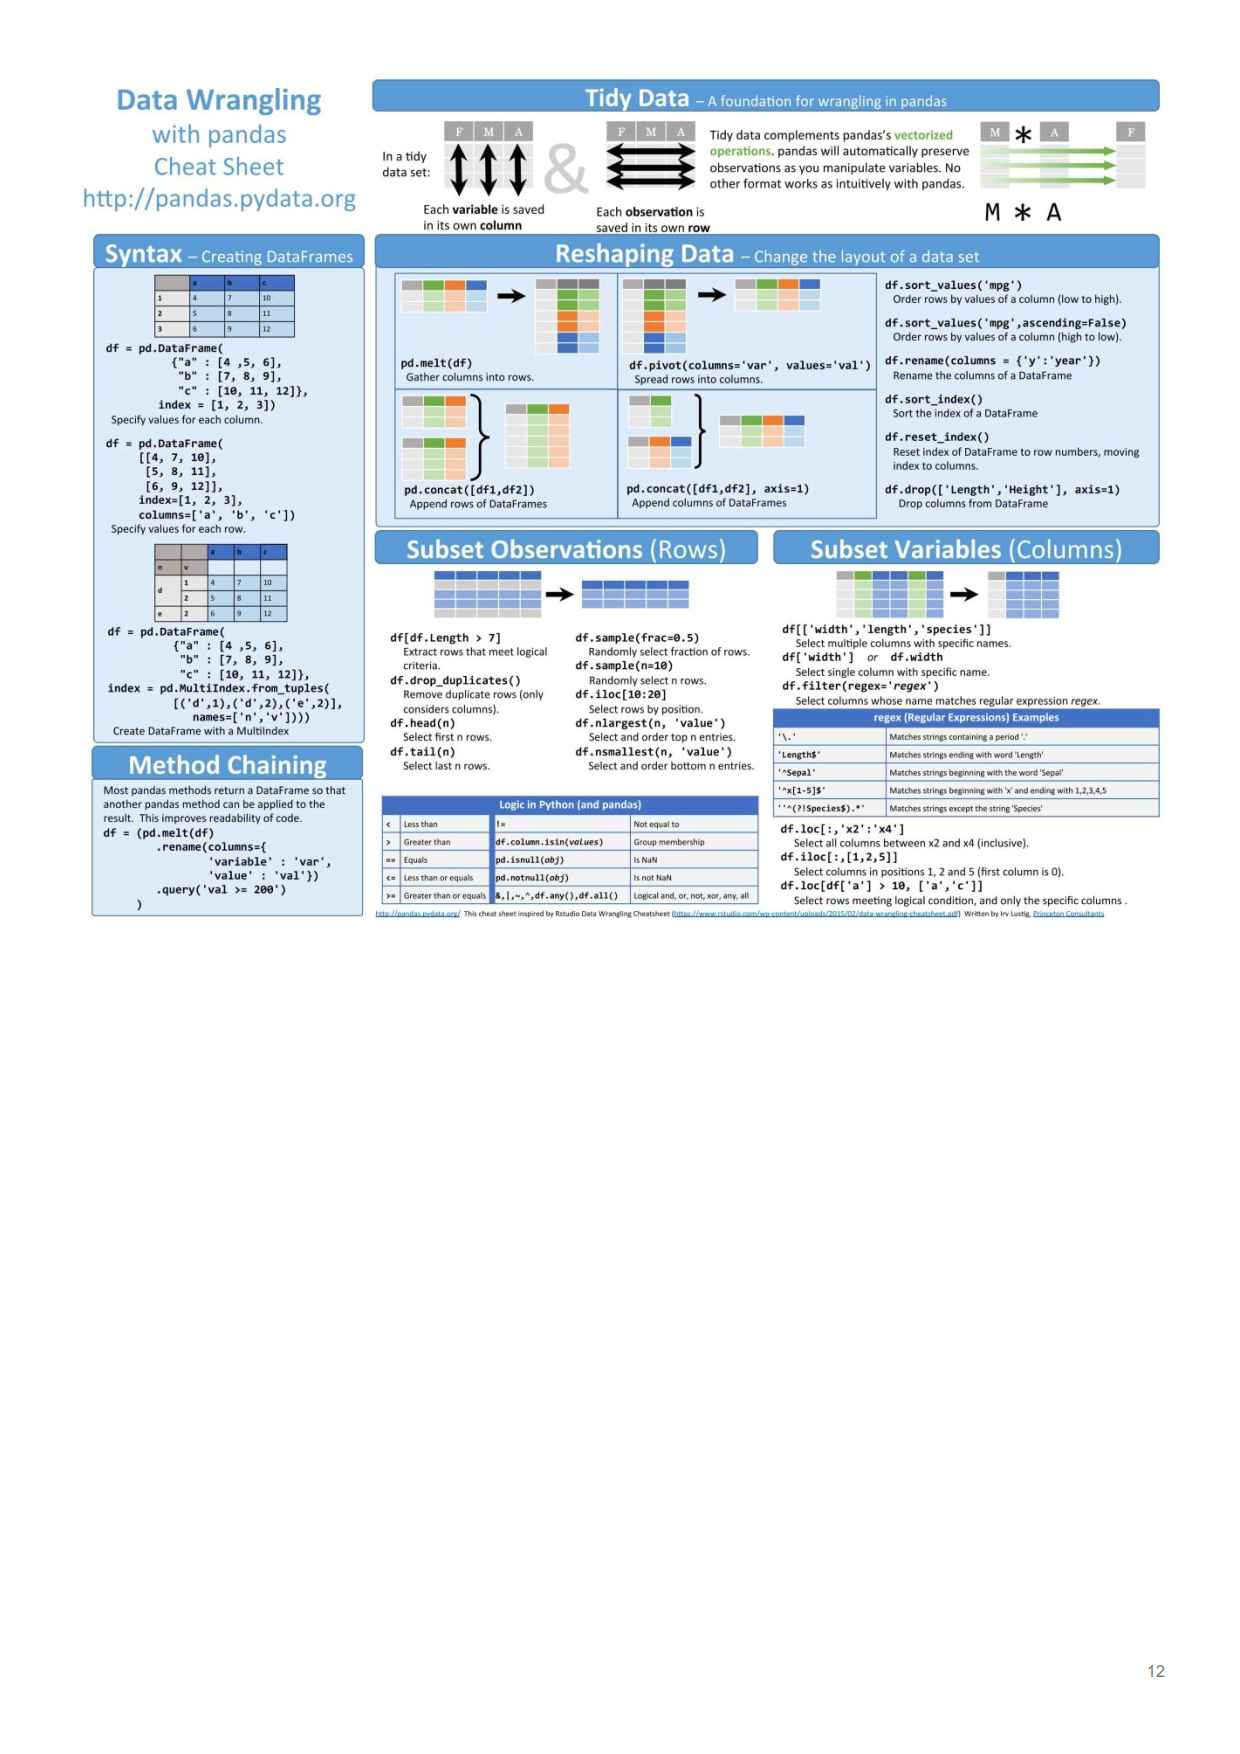 Data Wrangling
with pandas
Cheat Sheet
http://pandas.pydata.org
Tidy Data – A foundation for wrangling in pandas
In a tidy
data set:
F M A
Each variable is saved
in its own column
&
F M A
Each observation is
saved in its own row
Tidy data complements pandas's vectorized
operations. pandas will automatically preserve
observations as you manipulate variables. No
other format works as intuitively with pandas.
M * A F
M * A
Syntax – Creating DataFrames
a b c
1 4 7 10
2 5 8 11
3 6 9 12
df = pd.DataFrame(
{"a" : [4 ,5, 6],
"b" : [7, 8, 9],
"c" : [10, 11, 12]},
index = [1, 2, 3])
Specify values for each column.
df = pd.DataFrame(
[[4, 7, 10],
[5, 8, 11],
[6, 9, 12]],
index=[1, 2, 3],
columns=['a', 'b', 'c'])
Specify values for each row.
a b c
n v
d 1 4 7 10
2 5 8 11
e 2 6 9 12
df = pd.DataFrame(
{"a" : [4 ,5, 6],
"b" : [7, 8, 9],
"c" : [10, 11, 12]},
index = pd.MultiIndex.from_tuples(
[('d',1),('d',2),('e',2)],
names=['n','v'])))
Create DataFrame with a MultiIndex
Method Chaining
Most pandas methods return a DataFrame so that
another pandas method can be applied to the
result. This improves readability of code.
df = (pd.melt(df)
.rename(columns={
'variable' : 'var',
'value' : 'val'})
.query('val >= 200')
)
Reshaping Data – Change the layout of a data set
pd.melt(df)
Gather columns into rows.
df.pivot(columns='var', values='val')
Spread rows into columns.
pd.concat([df1,df2])
Append rows of DataFrames
pd.concat([df1,df2], axis=1)
Append columns of DataFrames
df.sort_values('mpg')
Order rows by values of a column (low to high).
df.sort_values('mpg',ascending=False)
Order rows by values of a column (high to low).
df.rename(columns = {'y':'year'})
Rename the columns of a DataFrame
df.sort_index()
Sort the index of a DataFrame
df.reset_index()
Reset index of DataFrame to row numbers, moving
index to columns.
df.drop(['Length','Height'], axis=1)
Drop columns from DataFrame
Subset Observations (Rows)
df[df.Length > 7]
Extract rows that meet logical
criteria.
df.drop_duplicates()
Remove duplicate rows (only
considers columns).
df.head(n)
Select first n rows.
df.tail(n)
Select last n rows.
df.sample(frac=0.5)
Randomly select fraction of rows.
df.sample(n=10)
Randomly select n rows.
df.iloc[10:20]
Select rows by position.
df.nlargest(n, 'value')
Select and order top n entries.
df.nsmallest(n, 'value')
Select and order bottom n entries.
Logic in Python (and pandas)
< Less than != Not equal to
> Greater than df.column.isin(values) Group membership
== Equals pd.isnull(obj) Is NaN
<= Less than or equals pd.notnull(obj) Is not NaN
>= Greater than or equals &,|,~,^,df.any(),df.all() Logical and, or, not, xor, any, all
Subset Variables (Columns)
df[['width','length','species']]
Select multiple columns with specific names.
df['width'] or df.width
Select single column with specific name.
df.filter(regex='regex')
Select columns whose name matches regular expression regex.
regex (Regular Expressions) Examples
'\.' Matches strings containing a period '.'
'Length$' Matches strings ending with word 'Length'
'^Sepal' Matches strings beginning with the word 'Sepal'
'^x[1-5]$' Matches strings beginning with 'x' and ending with 1,2,3,4,5
''^(?!Species$).*' Matches strings except the string 'Species'
df.loc[:,'x2':'x4']
Select all columns between x2 and x4 (inclusive).
df.iloc[:,[1,2,5]]
Select columns in positions 1, 2 and 5 (first column is 0).
df.loc[df['a'] > 10, ['a','c']]
Select rows meeting logical condition, and only the specific columns .
http://pandas.pydata.org/ This cheat sheet inspired by Rstudio Data Wrangling Cheatsheet (https://www.rstudio.com/wp-content/uploads/2015/02/data-wrangling-cheatsheet.pdf) Written by Irv Lustig, Princeton Consultants
12